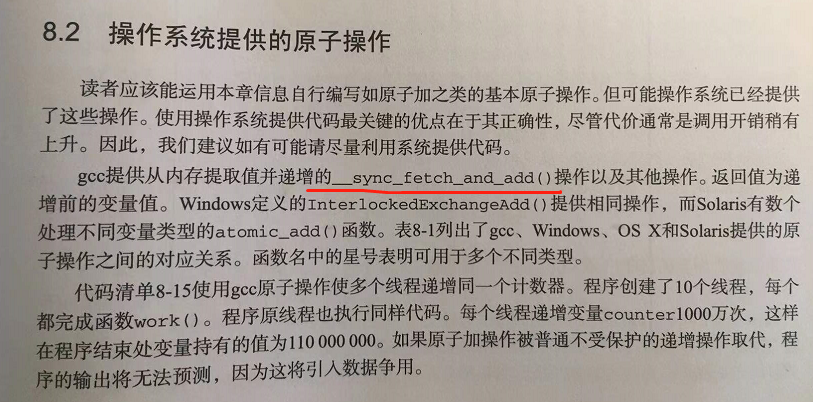 8.2 操作系统提供的原子操作
读者应该能运用本章信息自行编写如原子加之类的基本原子操作。但可能操作系统已经提供
了这些操作。使用操作系统提供代码最关键的优点在于其正确性，尽管代价通常是调用开销稍有
上升。因此，我们建议如有可能请尽量利用系统提供代码。
gcc提供从内存提取值并递增的__sync_fetch_and_add()操作以及其他操作。返回值为递
增前的变量值。Windows定义的InterlockedExchangeAdd()提供相同操作，而Solaris有数个
处理不同变量类型的atomic_add()函数。表8-1列出了gcc、Windows、OS X和Solaris提供的原
子操作之间的对应关系。函数名中的星号表明可用于多个不同类型。
代码清单8-15使用gcc原子操作使多个线程递增同一个计数器。程序创建了10个线程，每个
都完成函数work()。程序原线程也执行同样代码。每个线程递增变量counter1000万次，这样
在程序结束处变量持有的值为110 000 000。如果原子加操作被普通不受保护的递增操作取代，程
序的输出将无法预测，因为这将引入数据争用。